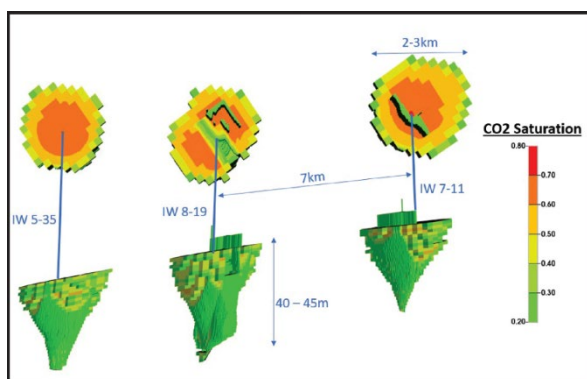 2-3km
CO2 Saturation
0.80
0.70
0.60
0.50
0.40
0.30
0.20
7km
IW 5-35
IW 8-19
IW 7-11
40 – 45m